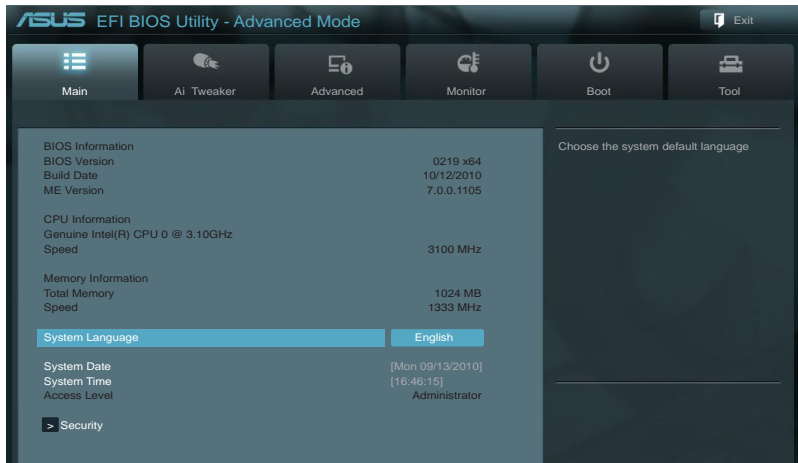 ASUS EFI BIOS Utility - Advanced Mode
Exit
Main Ai Tweaker Advanced Monitor Boot Tool
BIOS Information
BIOS Version 0219 x64
Build Date 10/12/2010
ME Version 7.0.0.1105
CPU Information
Genuine Intel(R) CPU 0 @ 3.10GHz
Speed 3100 MHz
Memory Information
Total Memory 1024 MB
Speed 1333 MHz
System Language English
System Date [Mon 09/13/2010]
System Time [16:46:15]
Access Level Administrator
> Security
Choose the system default language